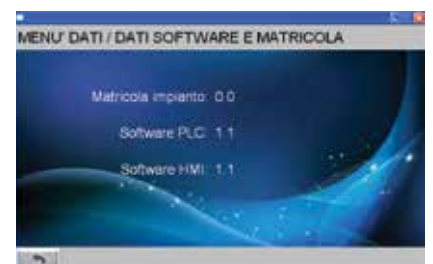 MENU' DATI / DATI SOFTWARE E MATRICOLA
Matricola impianto: 0 0
Software PLC: 1 1
Software HMI: 1.1